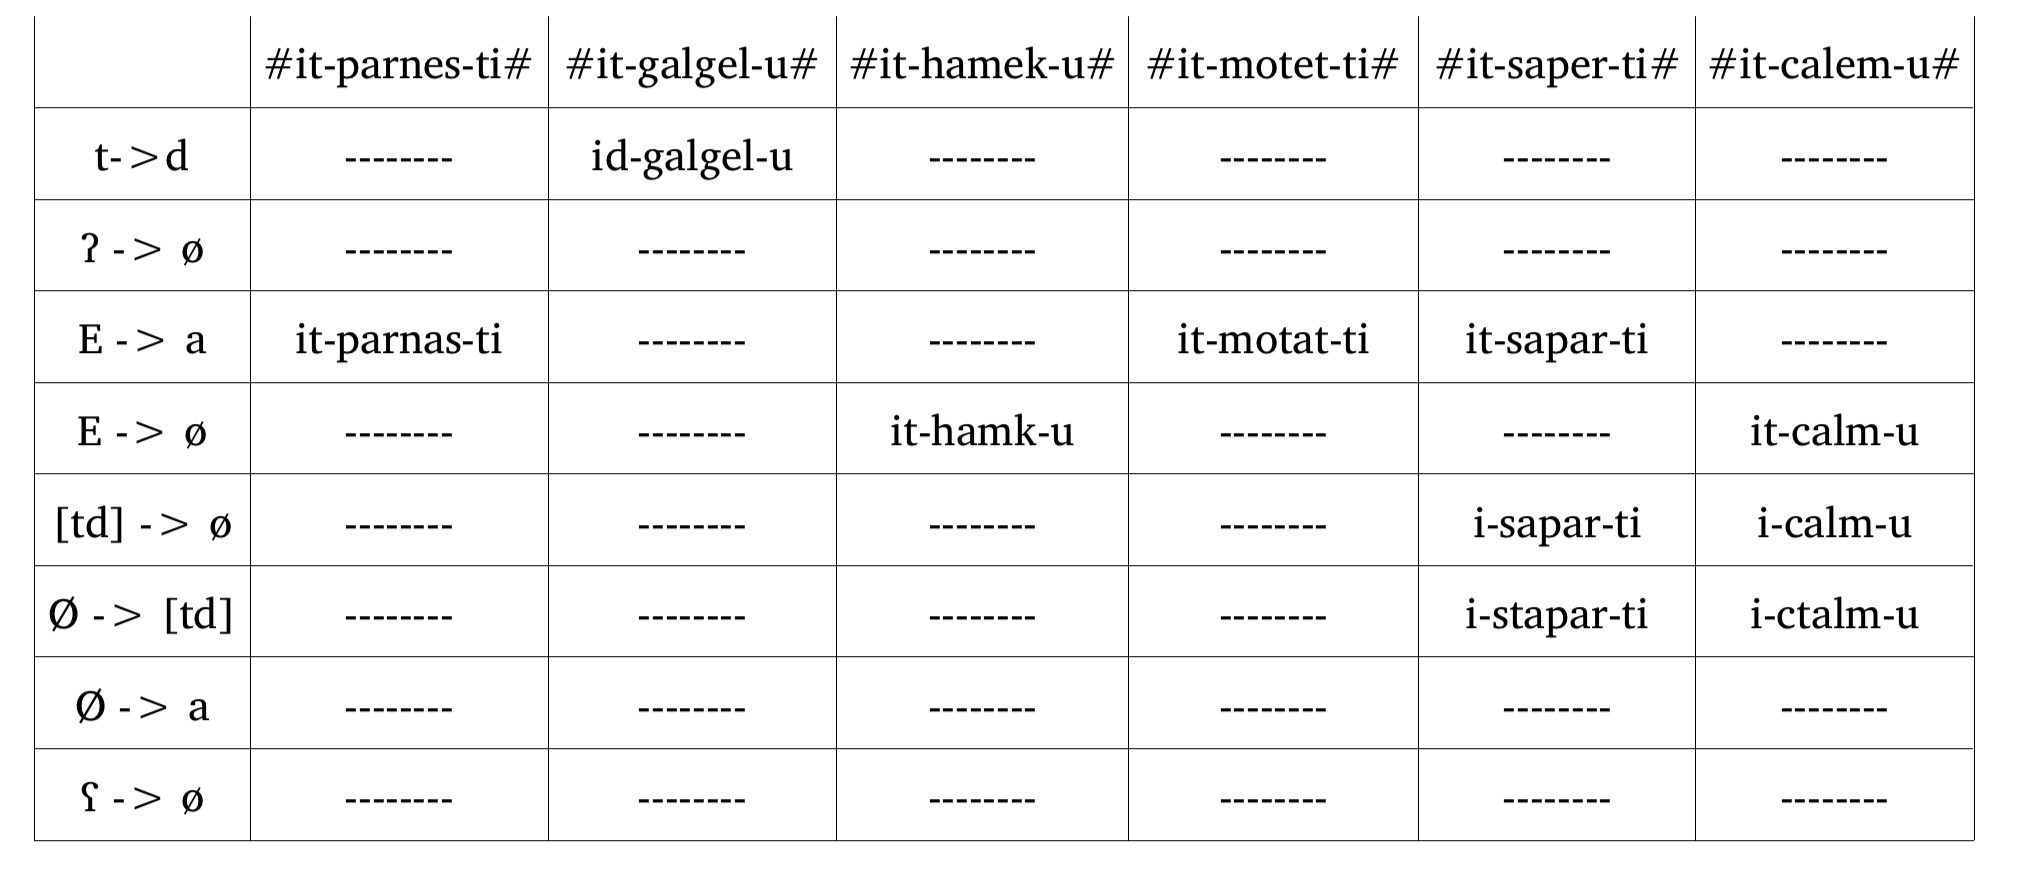 #it-parnes-ti# #it-galgel-u# #it-hamek-u# #it-motet-ti# #it-saper-ti# #it-calem-u#
t->d -------- id-galgel-u -------- -------- -------- --------
ʔ -> ø -------- -------- -------- -------- -------- --------
E -> a it-parnas-ti -------- -------- it-motat-ti it-sapar-ti --------
E -> ø -------- -------- it-hamk-u -------- -------- it-calm-u
[td] -> ø -------- -------- -------- -------- i-sapar-ti i-calm-u
Ø -> [td] -------- -------- -------- -------- i-stapar-ti i-ctalm-u
Ø -> a -------- -------- -------- -------- -------- --------
ʕ -> ø -------- -------- -------- -------- -------- --------